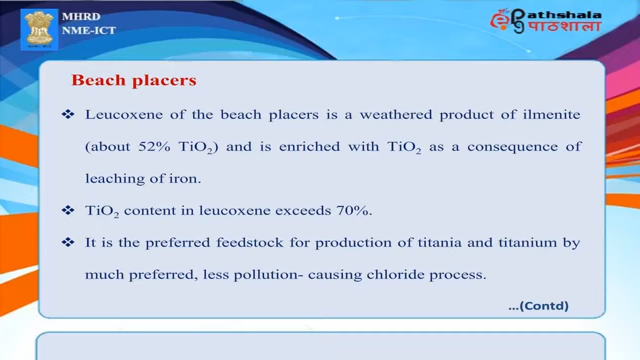 MHRD
NME-ICT
epg Pathshala
पाठशाला
Beach placers
❖ Leucoxene of the beach placers is a weathered product of ilmenite
(about 52% TiO₂) and is enriched with TiO₂ as a consequence of
leaching of iron.
❖ TiO₂ content in leucoxene exceeds 70%.
❖ It is the preferred feedstock for production of titania and titanium by
much preferred, less pollution- causing chloride process.
...(Contd)